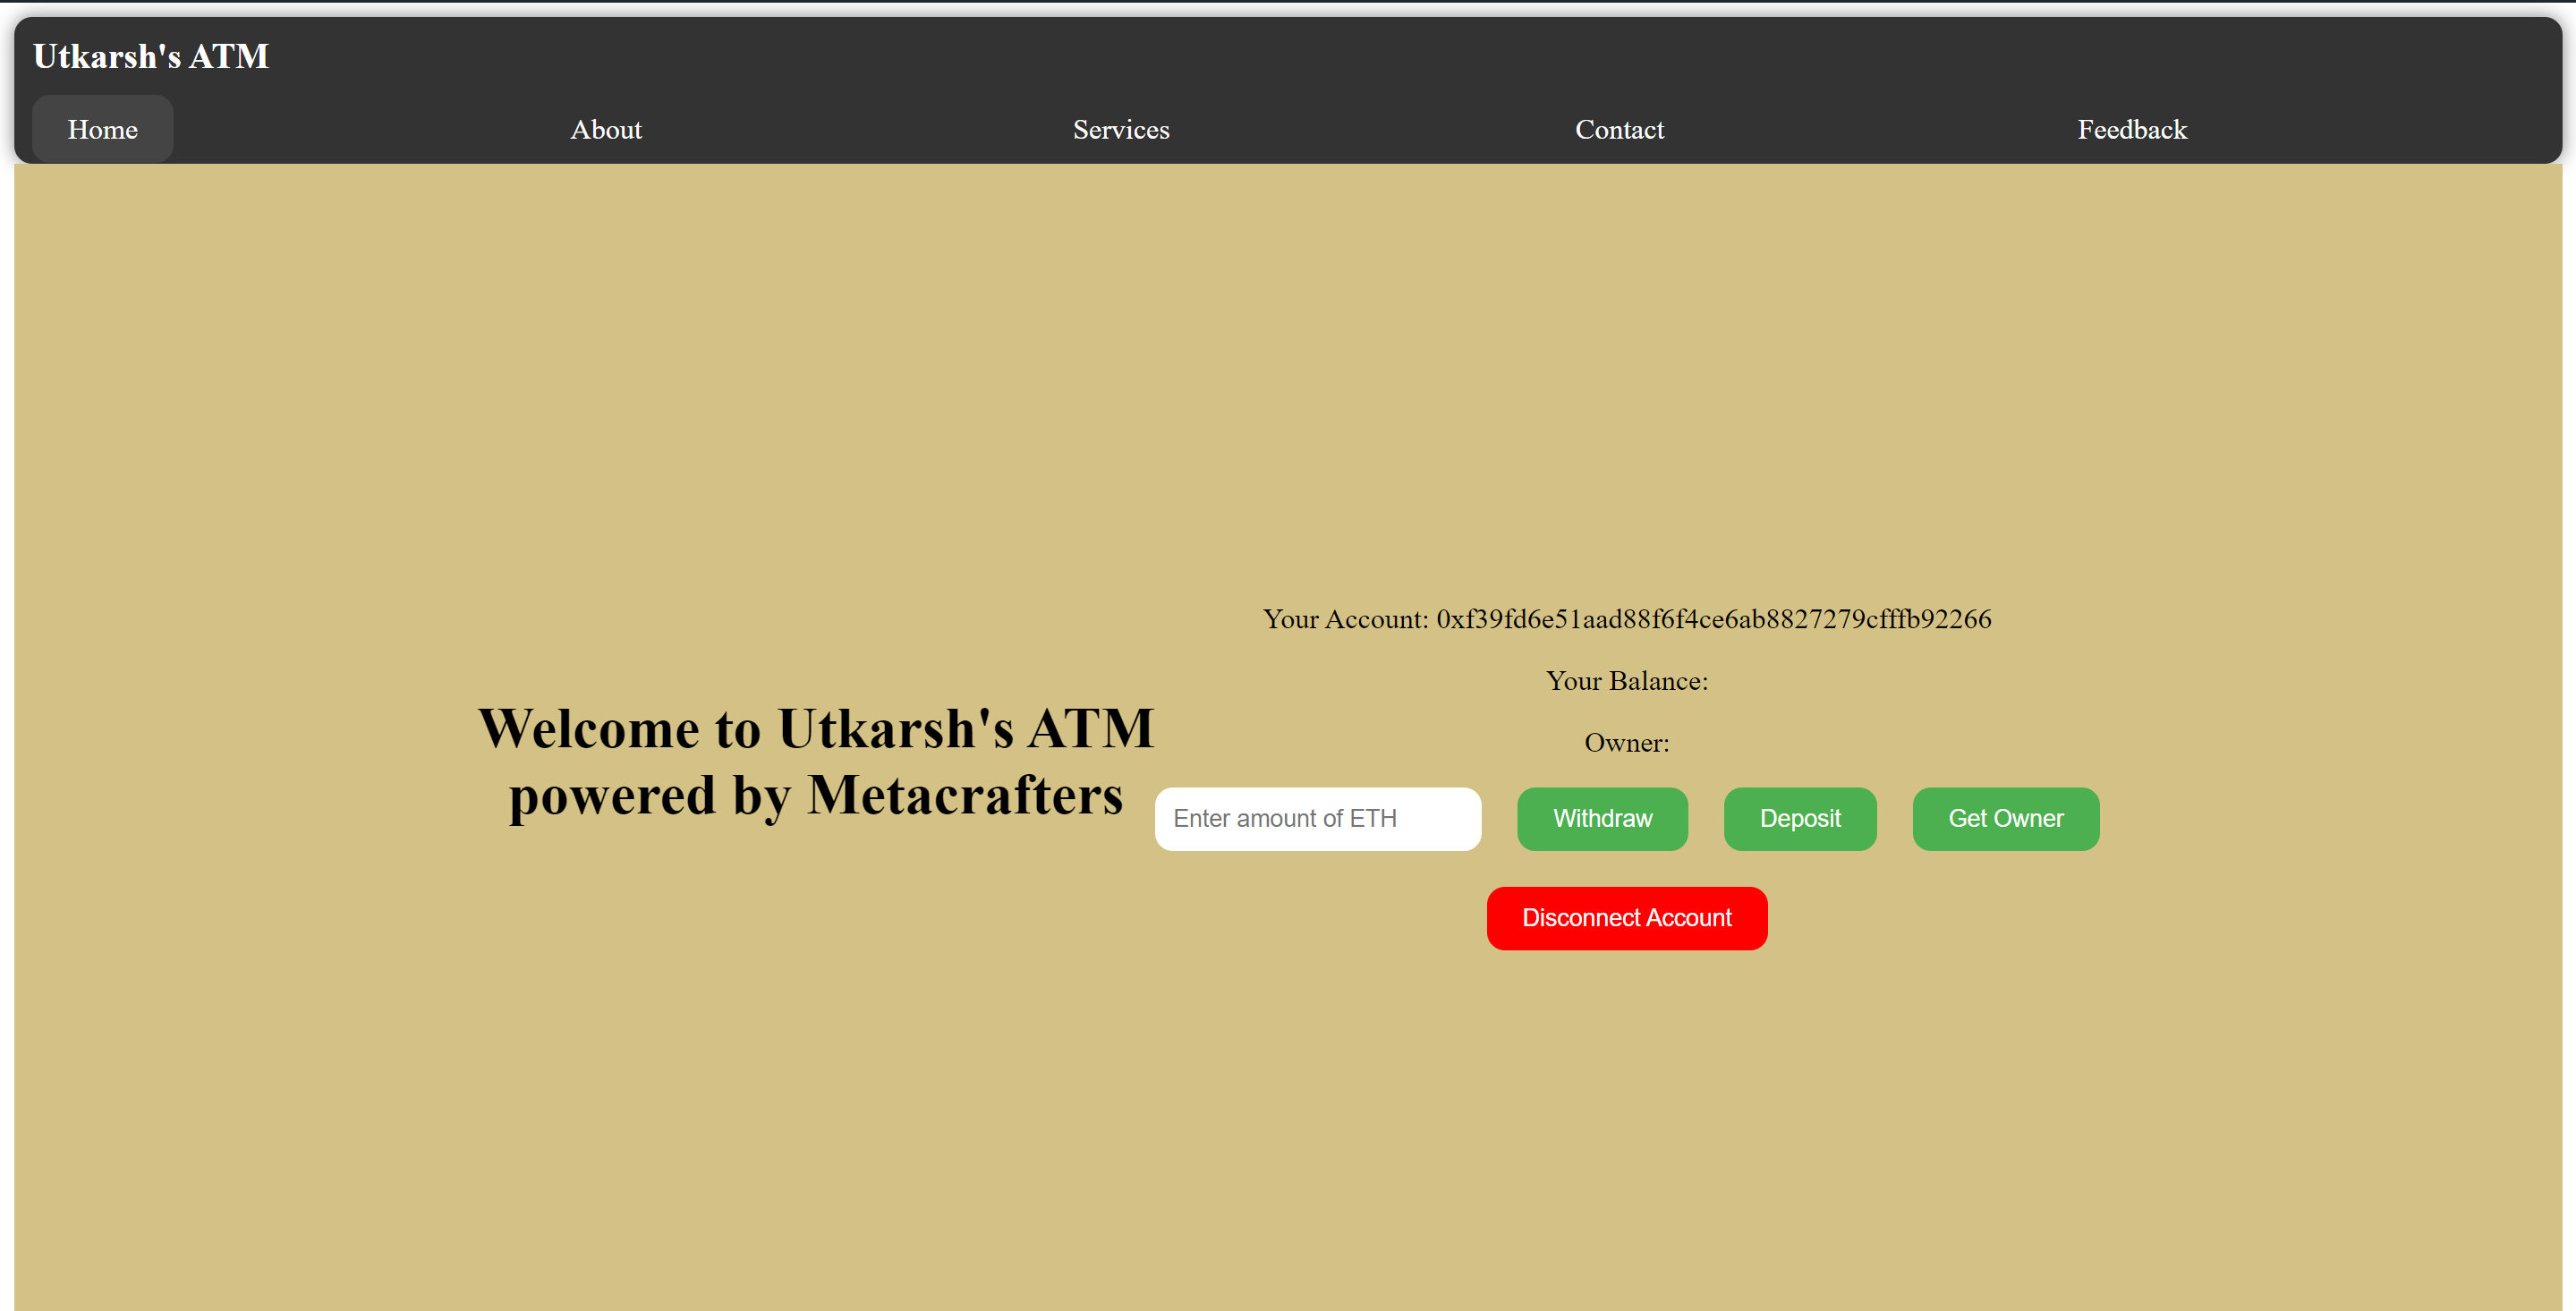 Utkarsh's ATM
Home About Services Contact Feedback
Your Account: 0xf39fd6e51aad88f6f4ce6ab8827279cfffb92266
Your Balance:
Owner:
Welcome to Utkarsh's ATM
powered by Metacrafters
Enter amount of ETH Withdraw Deposit Get Owner
Disconnect Account